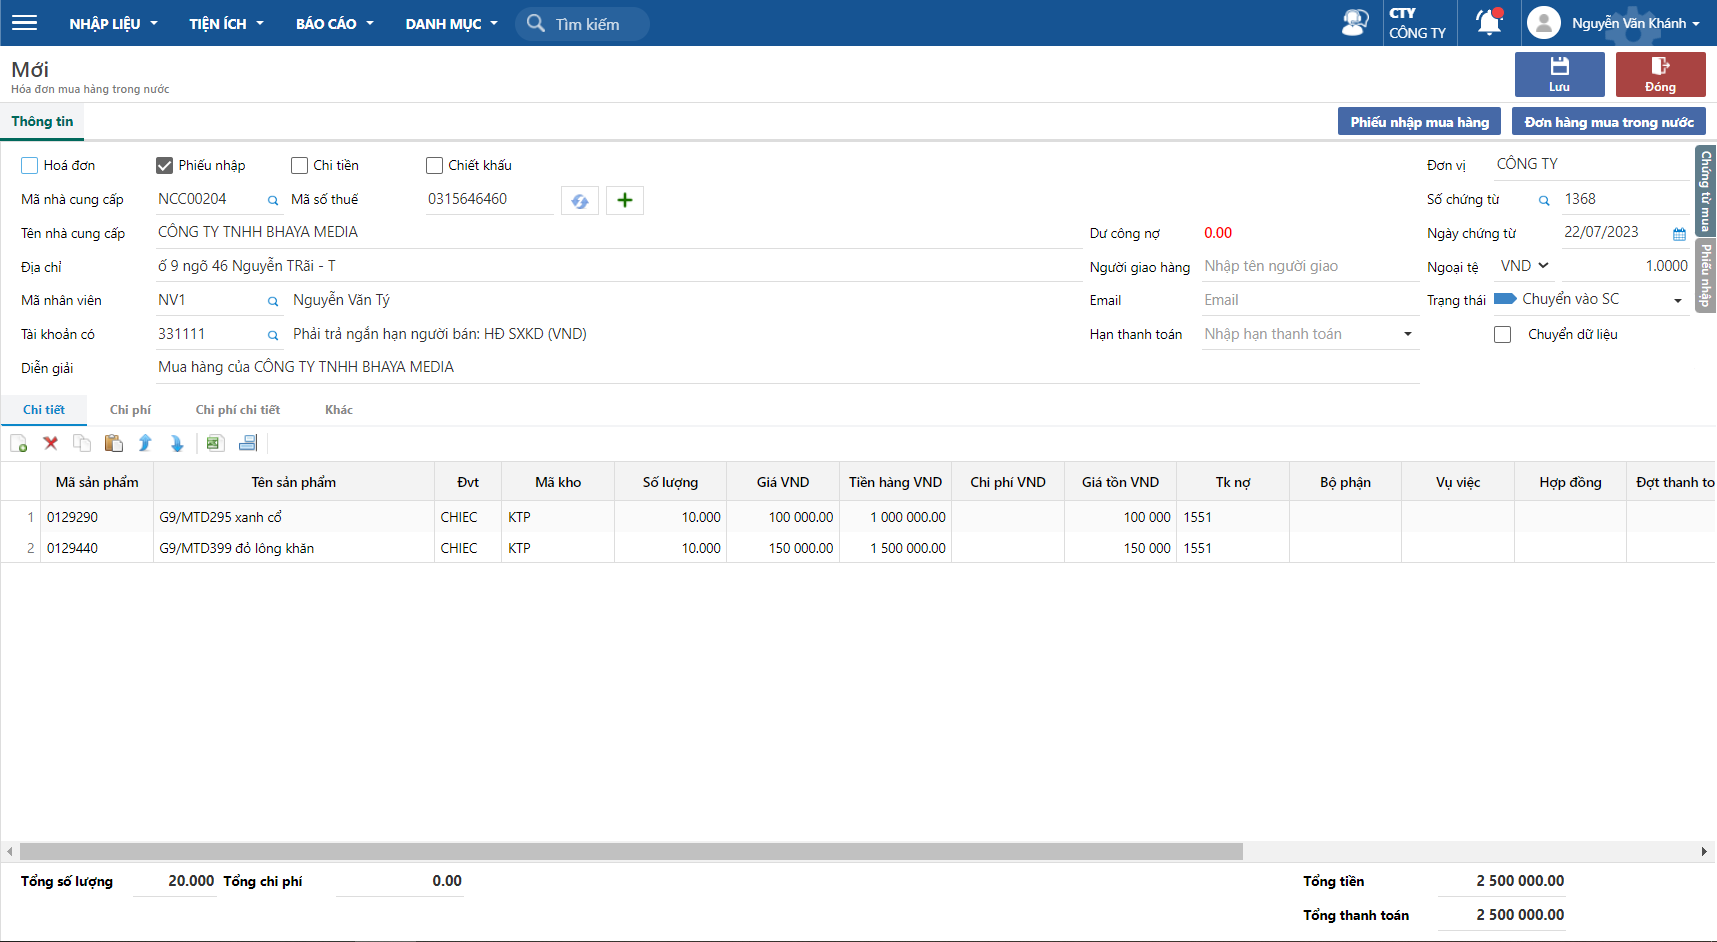 NHẬP LIỆU TIỆN ÍCH BÁO CÁO DANH MỤC Tìm kiếm CTY CÔNG TY Nguyễn Văn Khánh
Mới
Hóa đơn mua hàng trong nước
Lưu Đóng
Thông tin Phiếu nhập mua hàng Đơn hàng mua trong nước
Hoá đơn Phiếu nhập Chi tiền Chiết khấu Đơn vị CÔNG TY
Mã nhà cung cấp NCC00204 Mã số thuế 0315646460 Số chứng từ 1368
Tên nhà cung cấp CÔNG TY TNHH BHAYA MEDIA Dư công nợ 0.00 Ngày chứng từ 22/07/2023
Địa chỉ ố 9 ngõ 46 Nguyễn TRãi - T Người giao hàng Nhập tên người giao Ngoại tệ VND 1.0000
Mã nhân viên NV1 Nguyễn Văn Tý Email Email Trạng thái Chuyển vào SC
Tài khoản có 331111 Phải trả ngắn hạn người bán: HĐ SXKD (VND) Hạn thanh toán Nhập hạn thanh toán Chuyển dữ liệu
Diễn giải Mua hàng của CÔNG TY TNHH BHAYA MEDIA
Chứng từ mua
Phiếu nhập
Chi tiết Chi phí Chi phí chi tiết Khác
Mã sản phẩm Tên sản phẩm Đvt Mã kho Số lượng Giá VND Tiền hàng VND Chi phí VND Giá tồn VND Tk nợ Bộ phận Vụ việc Hợp đồng Đợt thanh to
1 0129290 G9/MTD295 xanh cổ CHIEC KTP 10.000 100 000.00 1 000 000.00 100 000 1551
2 0129440 G9/MTD399 đỏ lông khăn CHIEC KTP 10.000 150 000.00 1 500 000.00 150 000 1551
Tổng số lượng 20.000 Tổng chi phí 0.00 Tổng tiền 2 500 000.00
Tổng thanh toán 2 500 000.00